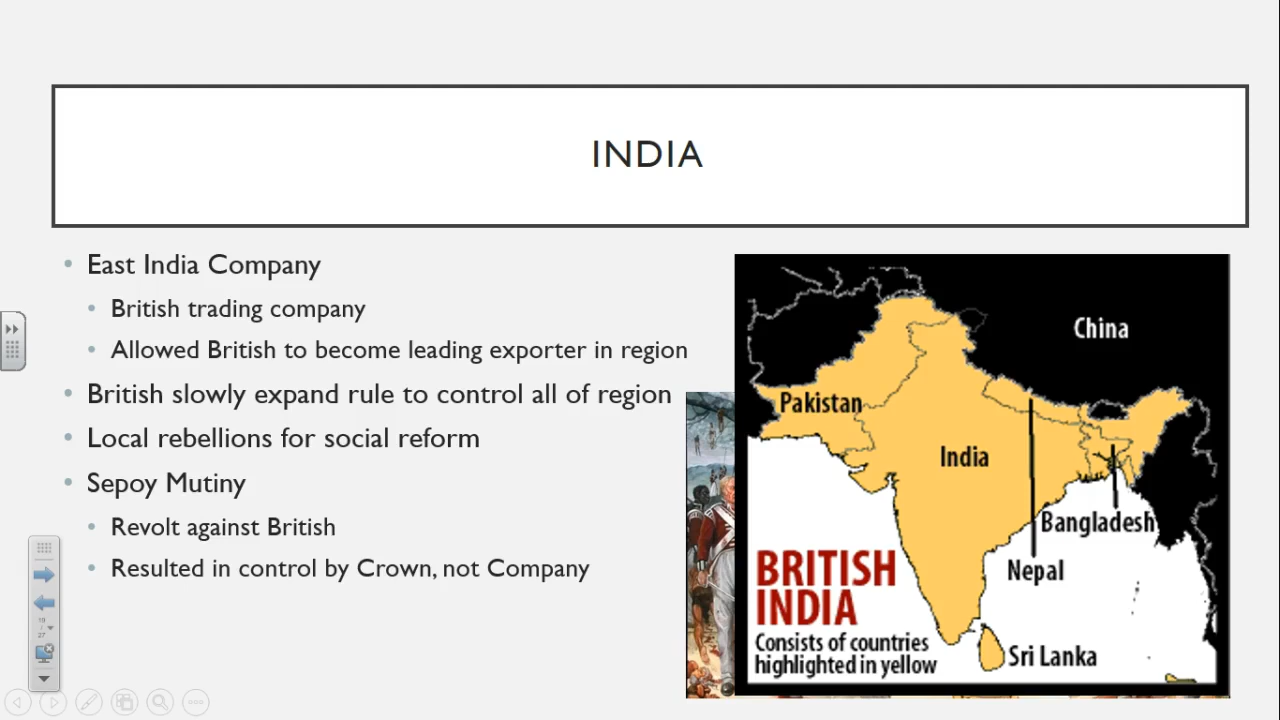 INDIA
East India Company
British trading company
Allowed British to become leading exporter in region
British slowly expand rule to control all of region
Local rebellions for social reform
Sepoy Mutiny
Revolt against British
Resulted in control by Crown, not Company
China
Pakistan
India
Bangladesh
Nepal
Sri Lanka
BRITISH
INDIA
Consists of countries
highlighted in yellow
19
/
27